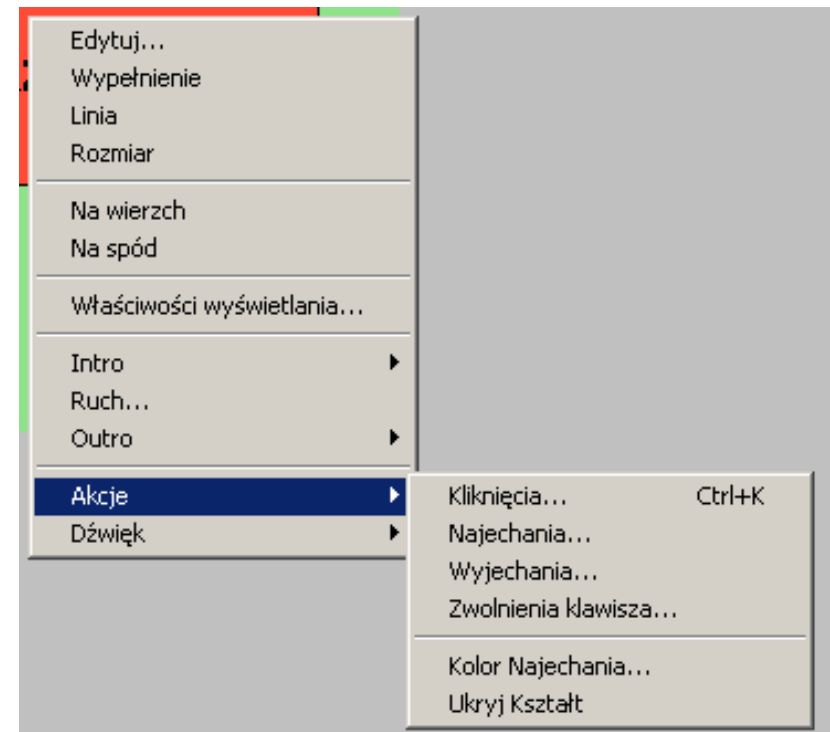 Edytuj...
Wypełnienie
Linia
Rozmiar
Na wierzch
Na spód
Właściwości wyświetlania...
Intro
Ruch...
Outro
Akcje
Dźwięk
Kliknięcia... Ctrl+K
Najechania...
Wyjechania...
Zwolnienia klawisza...
Kolor Najechania...
Ukryj Kształt